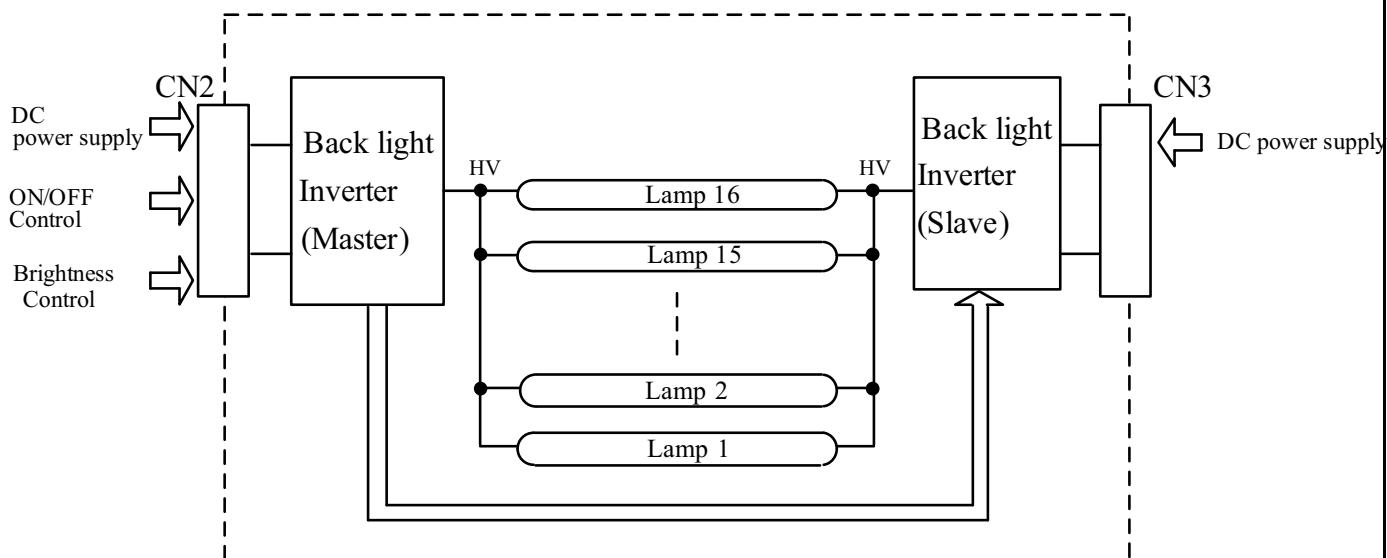 CN2
DC
power supply
ON/OFF
Control
Brightness
Control
Back light
Inverter
(Master)
HV
Lamp 16
Lamp 15
Lamp 2
Lamp 1
HV
Back light
Inverter
(Slave)
CN3
DC power supply